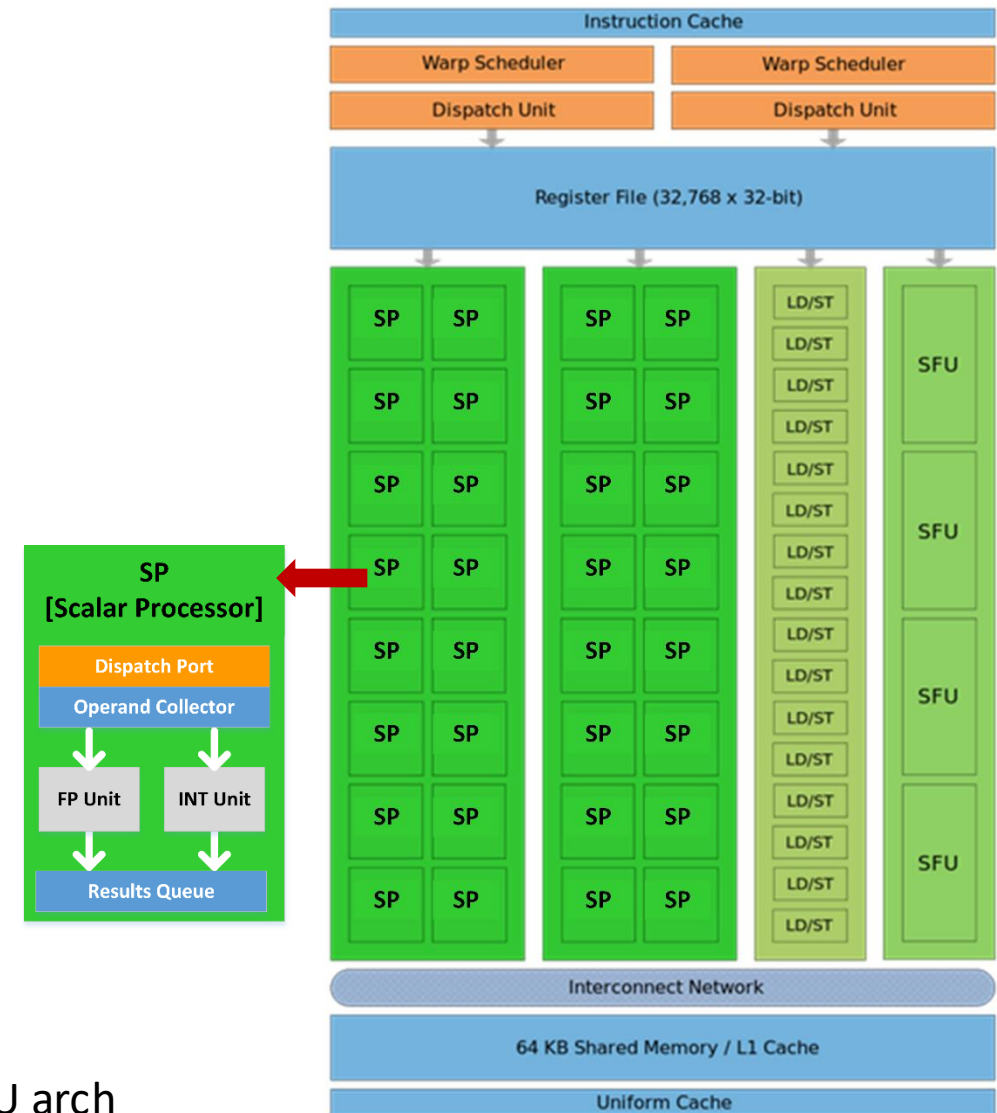 Instruction Cache
Warp Scheduler Warp Scheduler
Dispatch Unit Dispatch Unit
Register File (32,768 x 32-bit)
SP SP SP SP LD/ST
LD/ST
SFU
SP SP SP SP LD/ST
LD/ST
SP SP SP SP LD/ST
LD/ST
SFU
SP SP SP SP LD/ST
LD/ST
SP SP SP SP LD/ST
LD/ST
SFU
SP SP SP SP LD/ST
LD/ST
SP SP SP SP LD/ST
LD/ST
SFU
SP SP SP SP LD/ST
LD/ST
SP
[Scalar Processor]
Dispatch Port
Operand Collector
FP Unit INT Unit
Results Queue
Interconnect Network
64 KB Shared Memory / L1 Cache
Uniform Cache
U arch